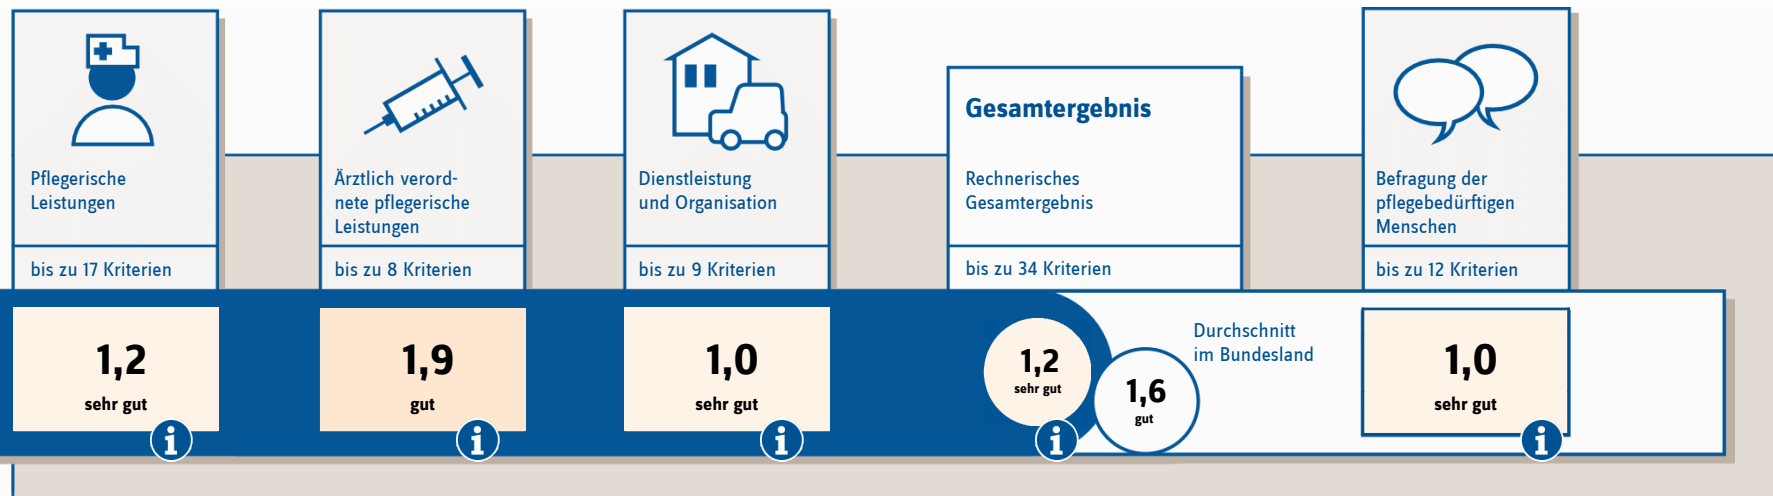 Pflegerische
Leistungen
bis zu 17 Kriterien
1,2
sehr gut
i
Ärztlich verord-
nete pflegerische
Leistungen
bis zu 8 Kriterien
1,9
gut
i
Dienstleistung
und Organisation
bis zu 9 Kriterien
1,0
sehr gut
i
Gesamtergebnis
Rechnerisches
Gesamtergebnis
bis zu 34 Kriterien
1,2
sehr gut
i
1,6
gut
Durchschnitt
im Bundesland
Befragung der
pflegebedürftigen
Menschen
bis zu 12 Kriterien
1,0
sehr gut
i